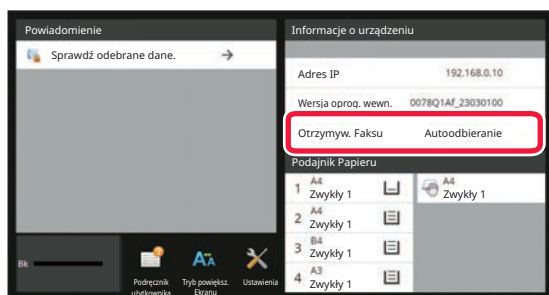 Powiadomienie
Sprawdź odebrane dane.
Informacje o urządzeniu
Adres IP 192.168.0.10
Wersja oprog. wewn. 0078Q1Af_23030100
Otrzymyw. Faksu Autoodbieranie
Podajnik Papieru
1 A4
Zwykły 1
A4
Zwykły 1
2 A4
Zwykły 1
3 B4
Zwykły 1
4 A3
Zwykły 1
Bk
Podręcznik
użytkownika
Tryb powiększ.
Ekranu
Ustawienia